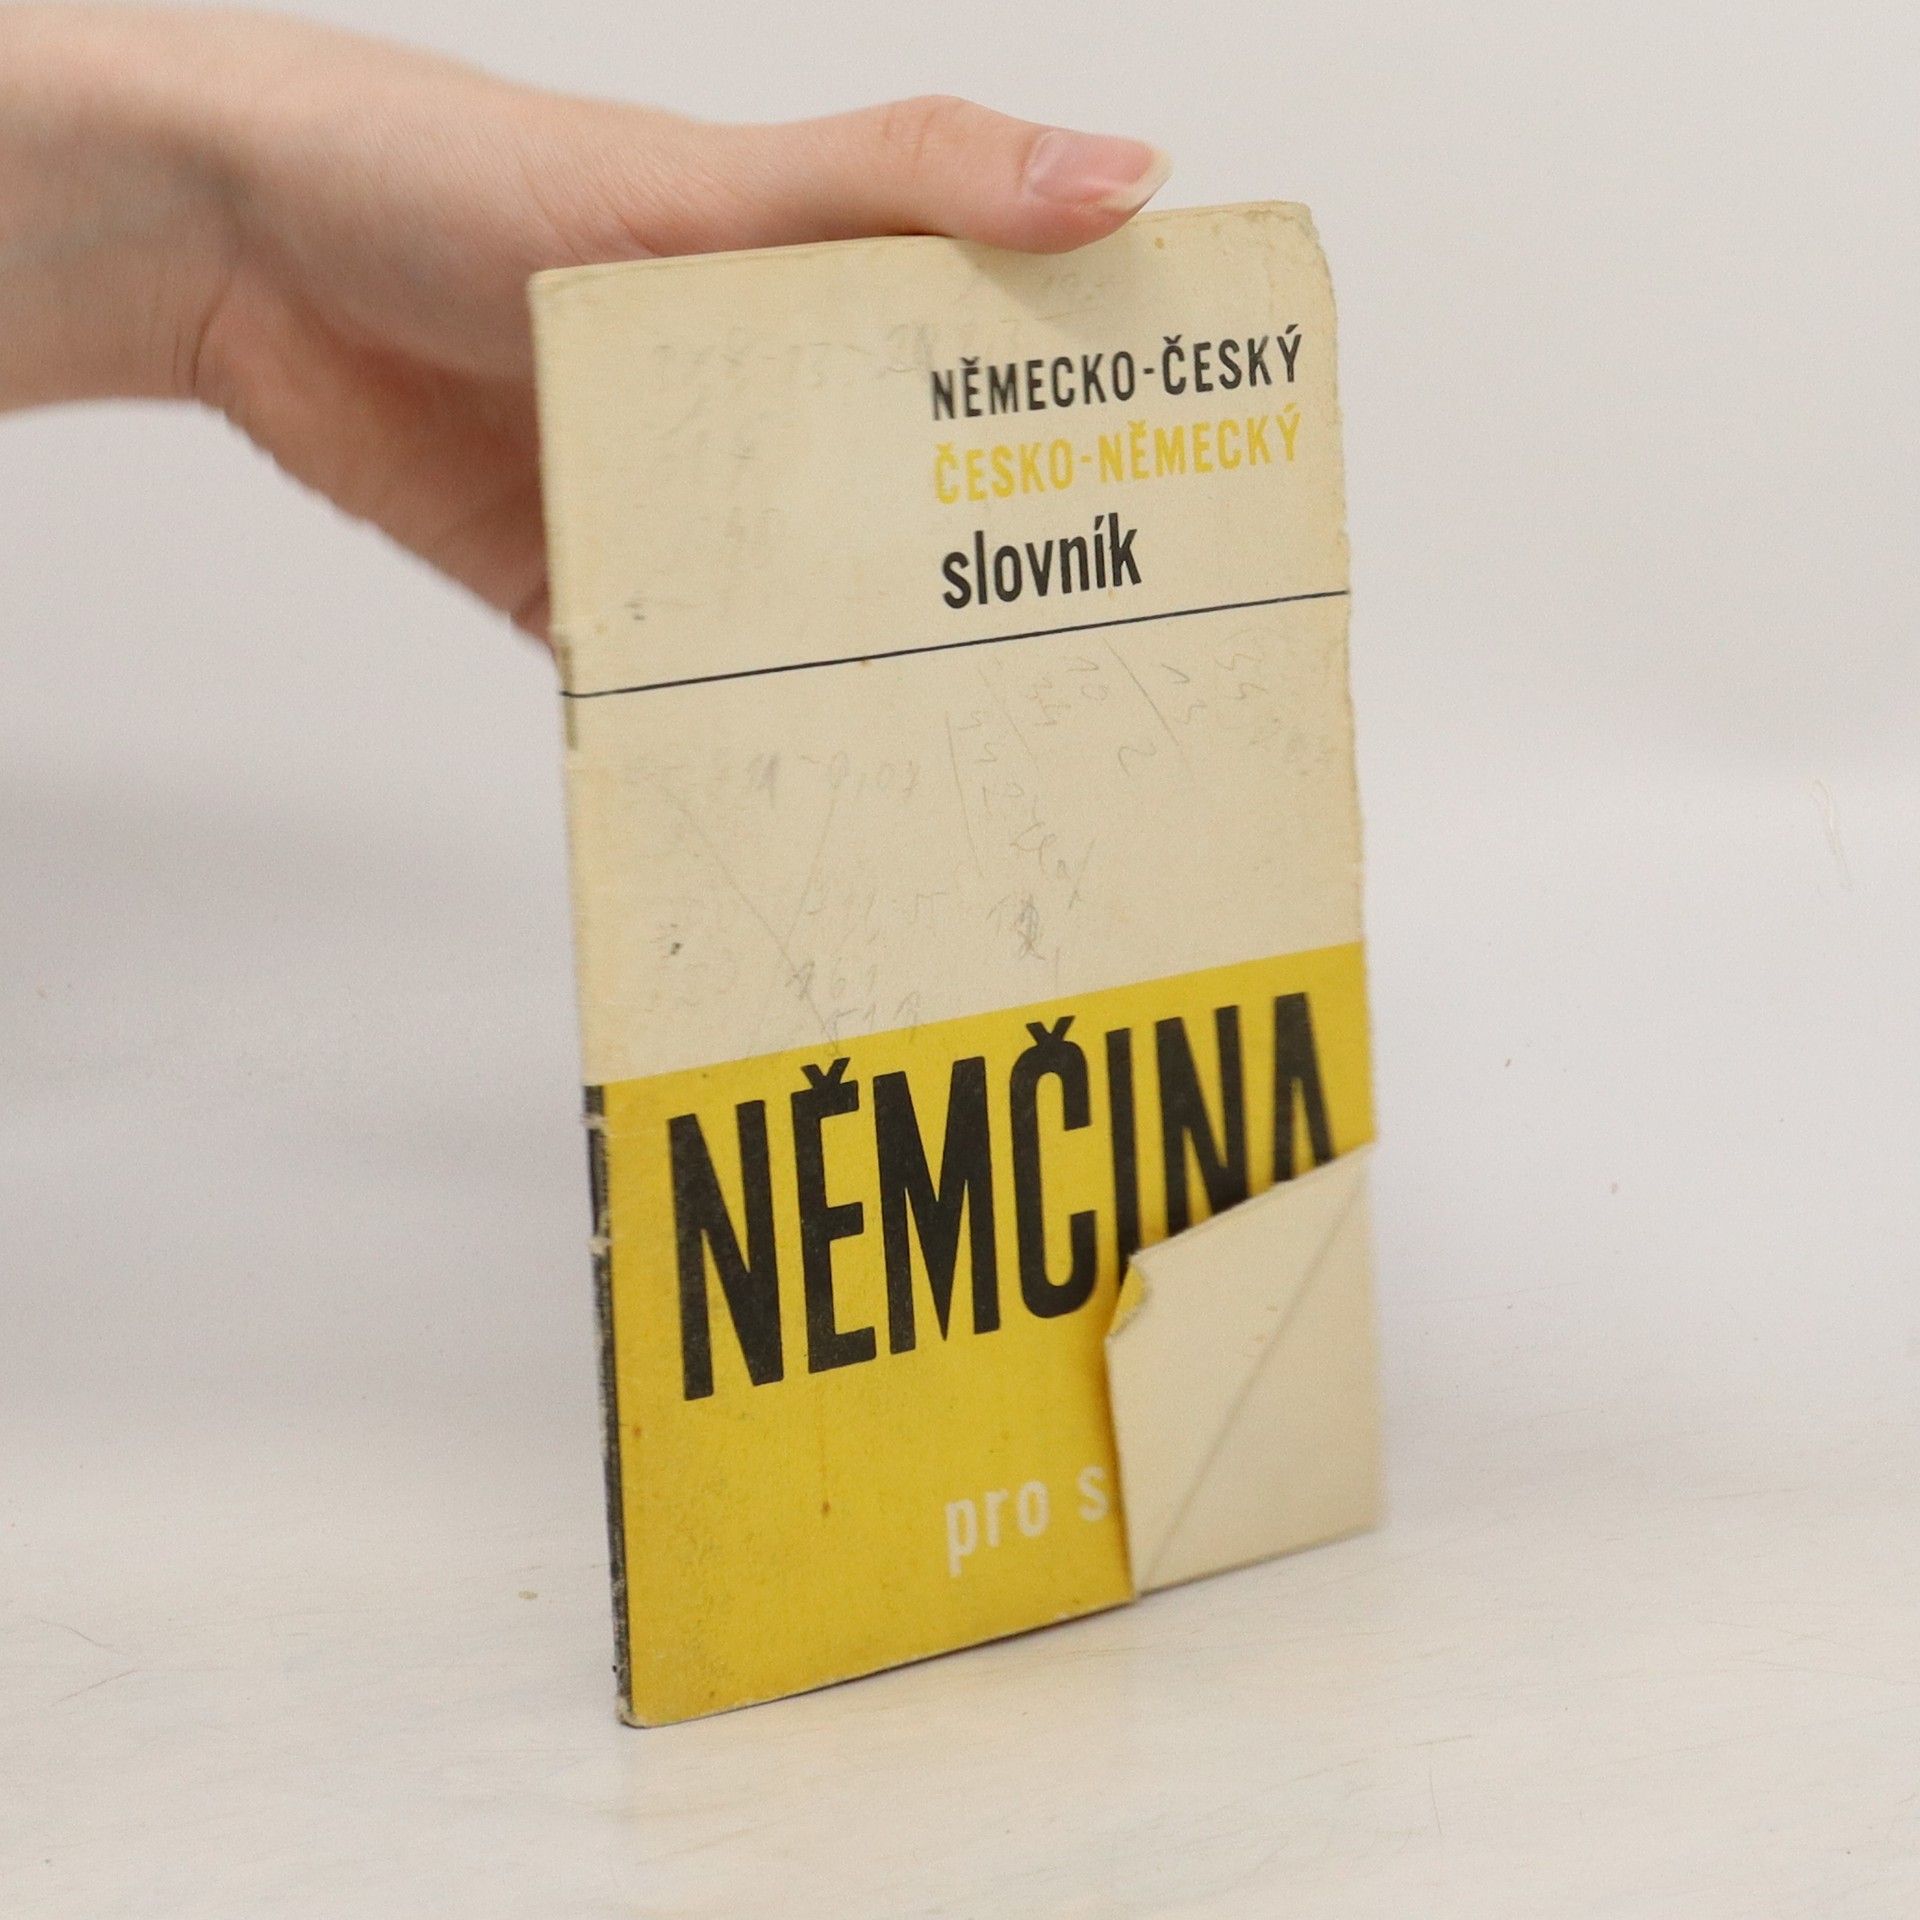 NĚMECKO-ČESKÝ
ČESKO-NĚMECKÝ
slovník
NĚMČINA
pro s